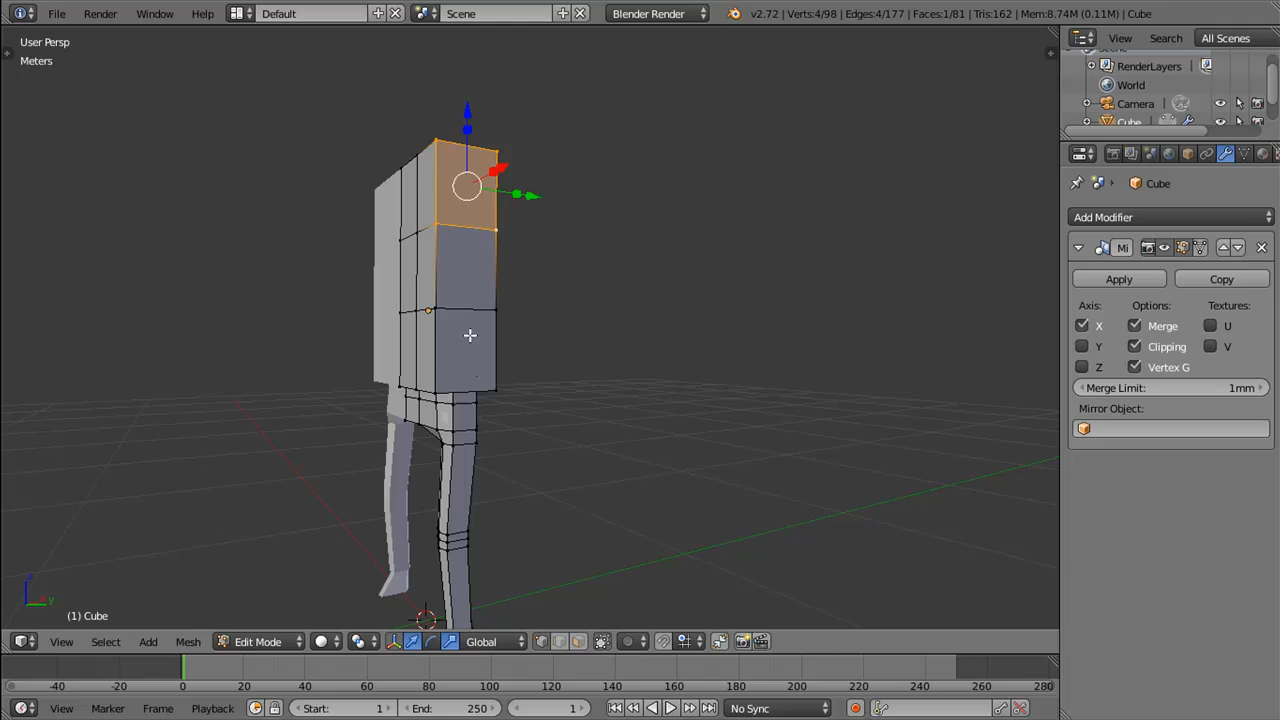 File Render Window Help Default Scene Blender Render v2.72 | Verts:4/98 | Edges:4/177 | Faces:1/81 | Tris:162 | Mem:8.74M (0.11M) | Cube
User Persp
Meters
View Search All Scenes
RenderLayers
World
Camera
Cube
Cube
Add Modifier
Mi
Apply Copy
Axis: Options: Textures:
X Merge U
Y Clipping V
Z Vertex G
Merge Limit: 1mm
Mirror Object:
z
y
(1) Cube
View Select Add Mesh Edit Mode Global
-40 -20 0 20 40 60 80 100 120 140 160 180 200 220 240 260 280
View Marker Frame Playback Start: 1 End: 250 1 No Sync